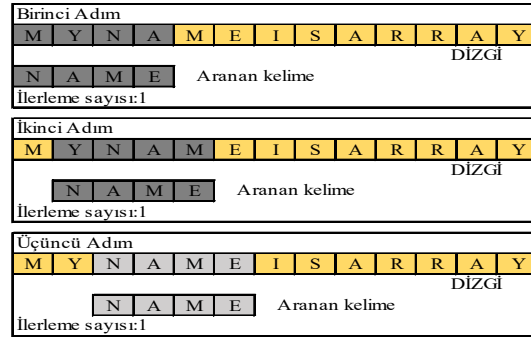 Birinci Adım
M Y N A M E I S A R R A Y
DİZGİ
N A M E Aranan kelime
İlerleme sayısı:1
İkinci Adım
M Y N A M E I S A R R A Y
DİZGİ
N A M E Aranan kelime
İlerleme sayısı:1
Üçüncü Adım
M Y N A M E I S A R R A Y
DİZGİ
N A M E Aranan kelime
İlerleme sayısı:1